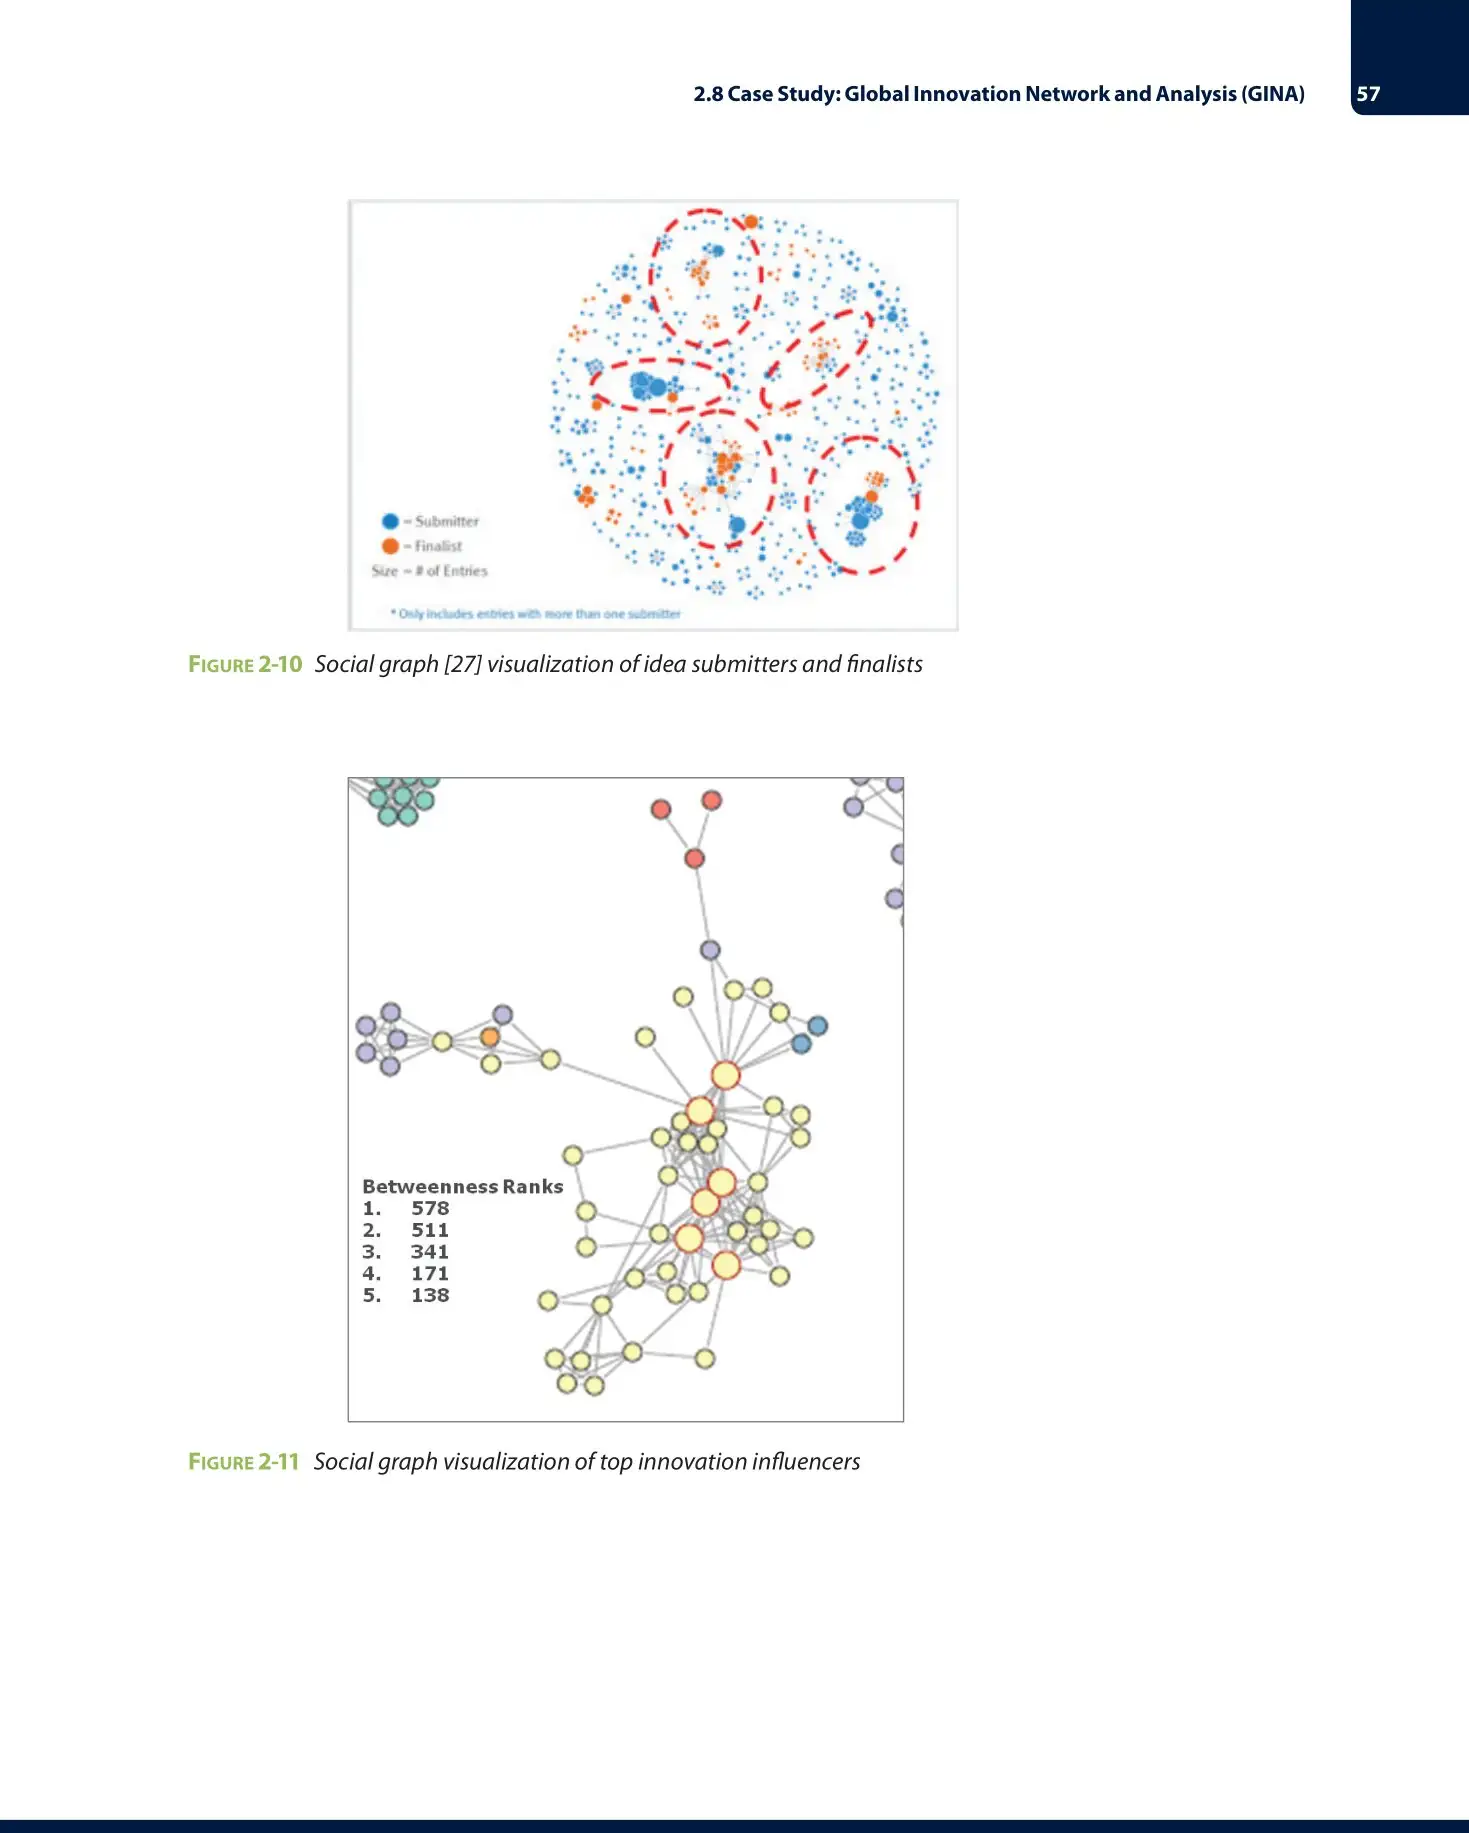 2.8 Case Study: Global Innovation Network and Analysis (GINA) 57
= Submitter
= Finalist
Size = # of Entries
* Only includes entries with more than one submitter
FIGURE 2-10 Social graph [27] visualization of idea submitters and finalists
Betweenness Ranks
1. 578
2. 511
3. 341
4. 171
5. 138
FIGURE 2-11 Social graph visualization of top innovation influencers